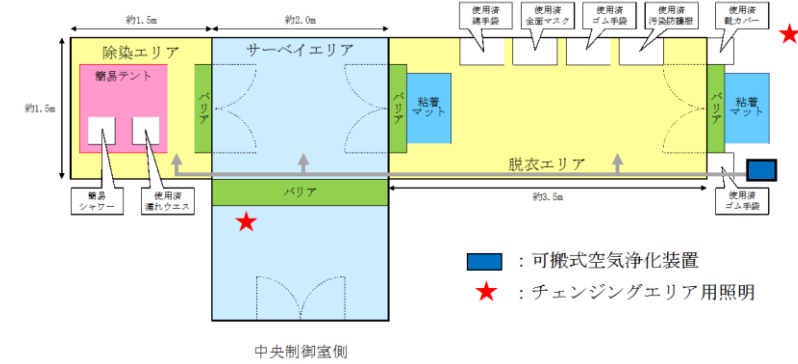 約1.5m
約2.0m
使用済
綿手袋
使用済
全面マスク
使用済
ゴム手袋
使用済
汚染防護服
使用済
靴カバー
除染エリア
サーベイエリア
簡易テント
バリア
バリア
粘着
マット
バリア
粘着
マット
約1.5m
脱衣エリア
簡易
シャワー
使用済
濡れウエス
バリア
約3.5m
使用済
ゴム手袋
：可搬式空気浄化装置
：チェンジングエリア用照明
中央制御室側